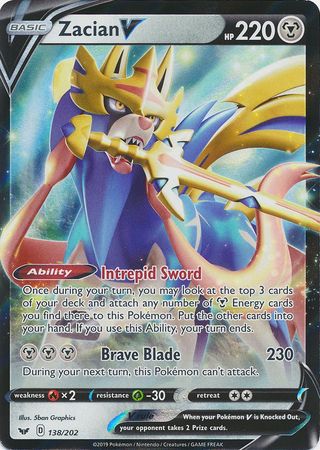 BASIC
Zacian V
HP 220
Ability Intrepid Sword
Once during your turn, you may look at the top 3 cards
of your deck and attach any number of Energy cards
you find there to this Pokémon. Put the other cards into
your hand. If you use this Ability, your turn ends.
Brave Blade 230
During your next turn, this Pokémon can't attack.
weakness × 2 resistance -30 retreat
Illus. 5ban Graphics
V rule
When your Pokémon V is Knocked Out,
your opponent takes 2 Prize cards.
D 138/202
©2019 Pokémon / Nintendo / Creatures / GAME FREAK